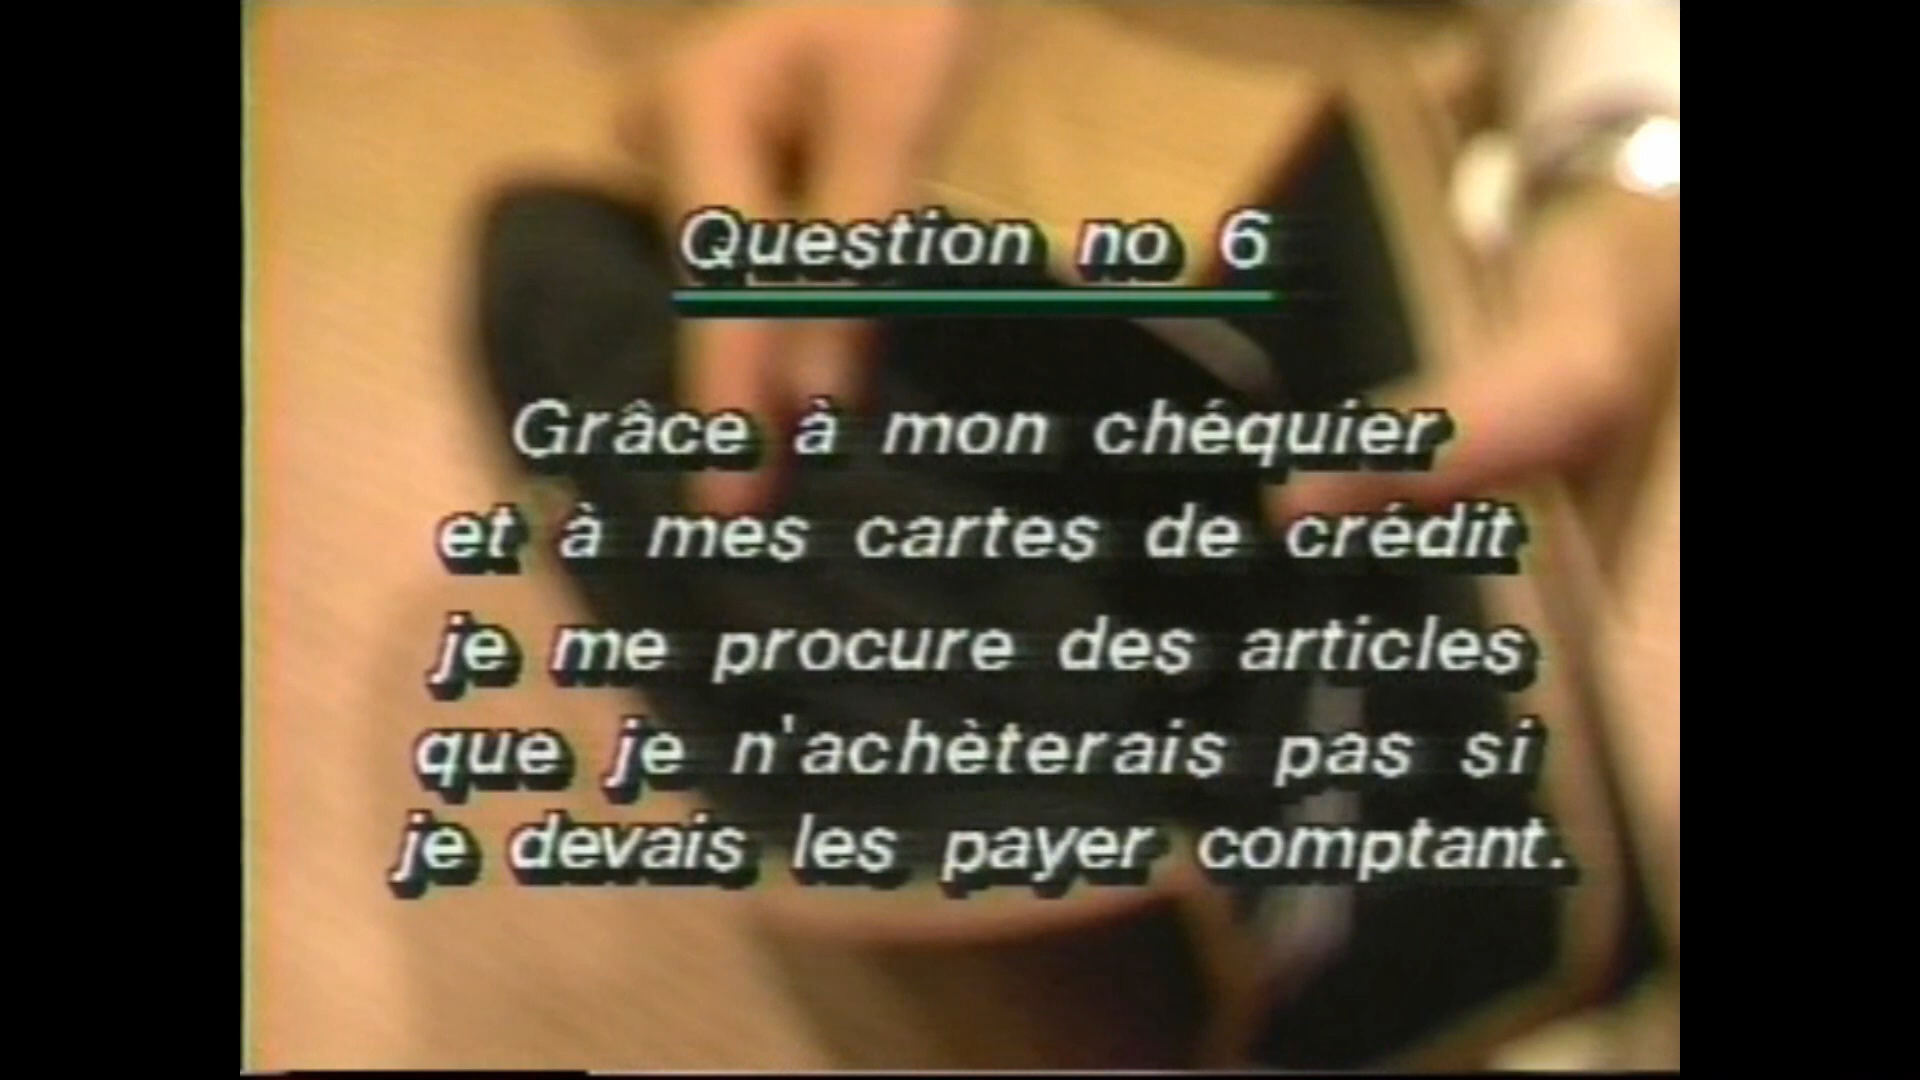 Question no 6
Grâce à mon chéquier
et à mes cartes de crédit
je me procure des articles
que je n'achèterais pas si
je devais les payer comptant.